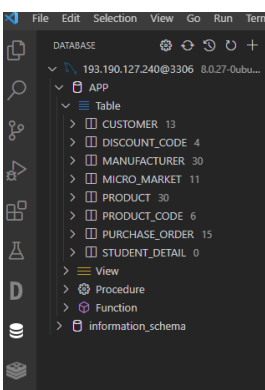 File Edit Selection View Go Run Term
DATABASE
193.190.127.240@3306 8.0.27-0ubu...
APP
Table
CUSTOMER 13
DISCOUNT_CODE 4
MANUFACTURER 30
MICRO_MARKET 11
PRODUCT 30
PRODUCT_CODE 6
PURCHASE_ORDER 15
STUDENT_DETAIL 0
View
Procedure
Function
information_schema
D